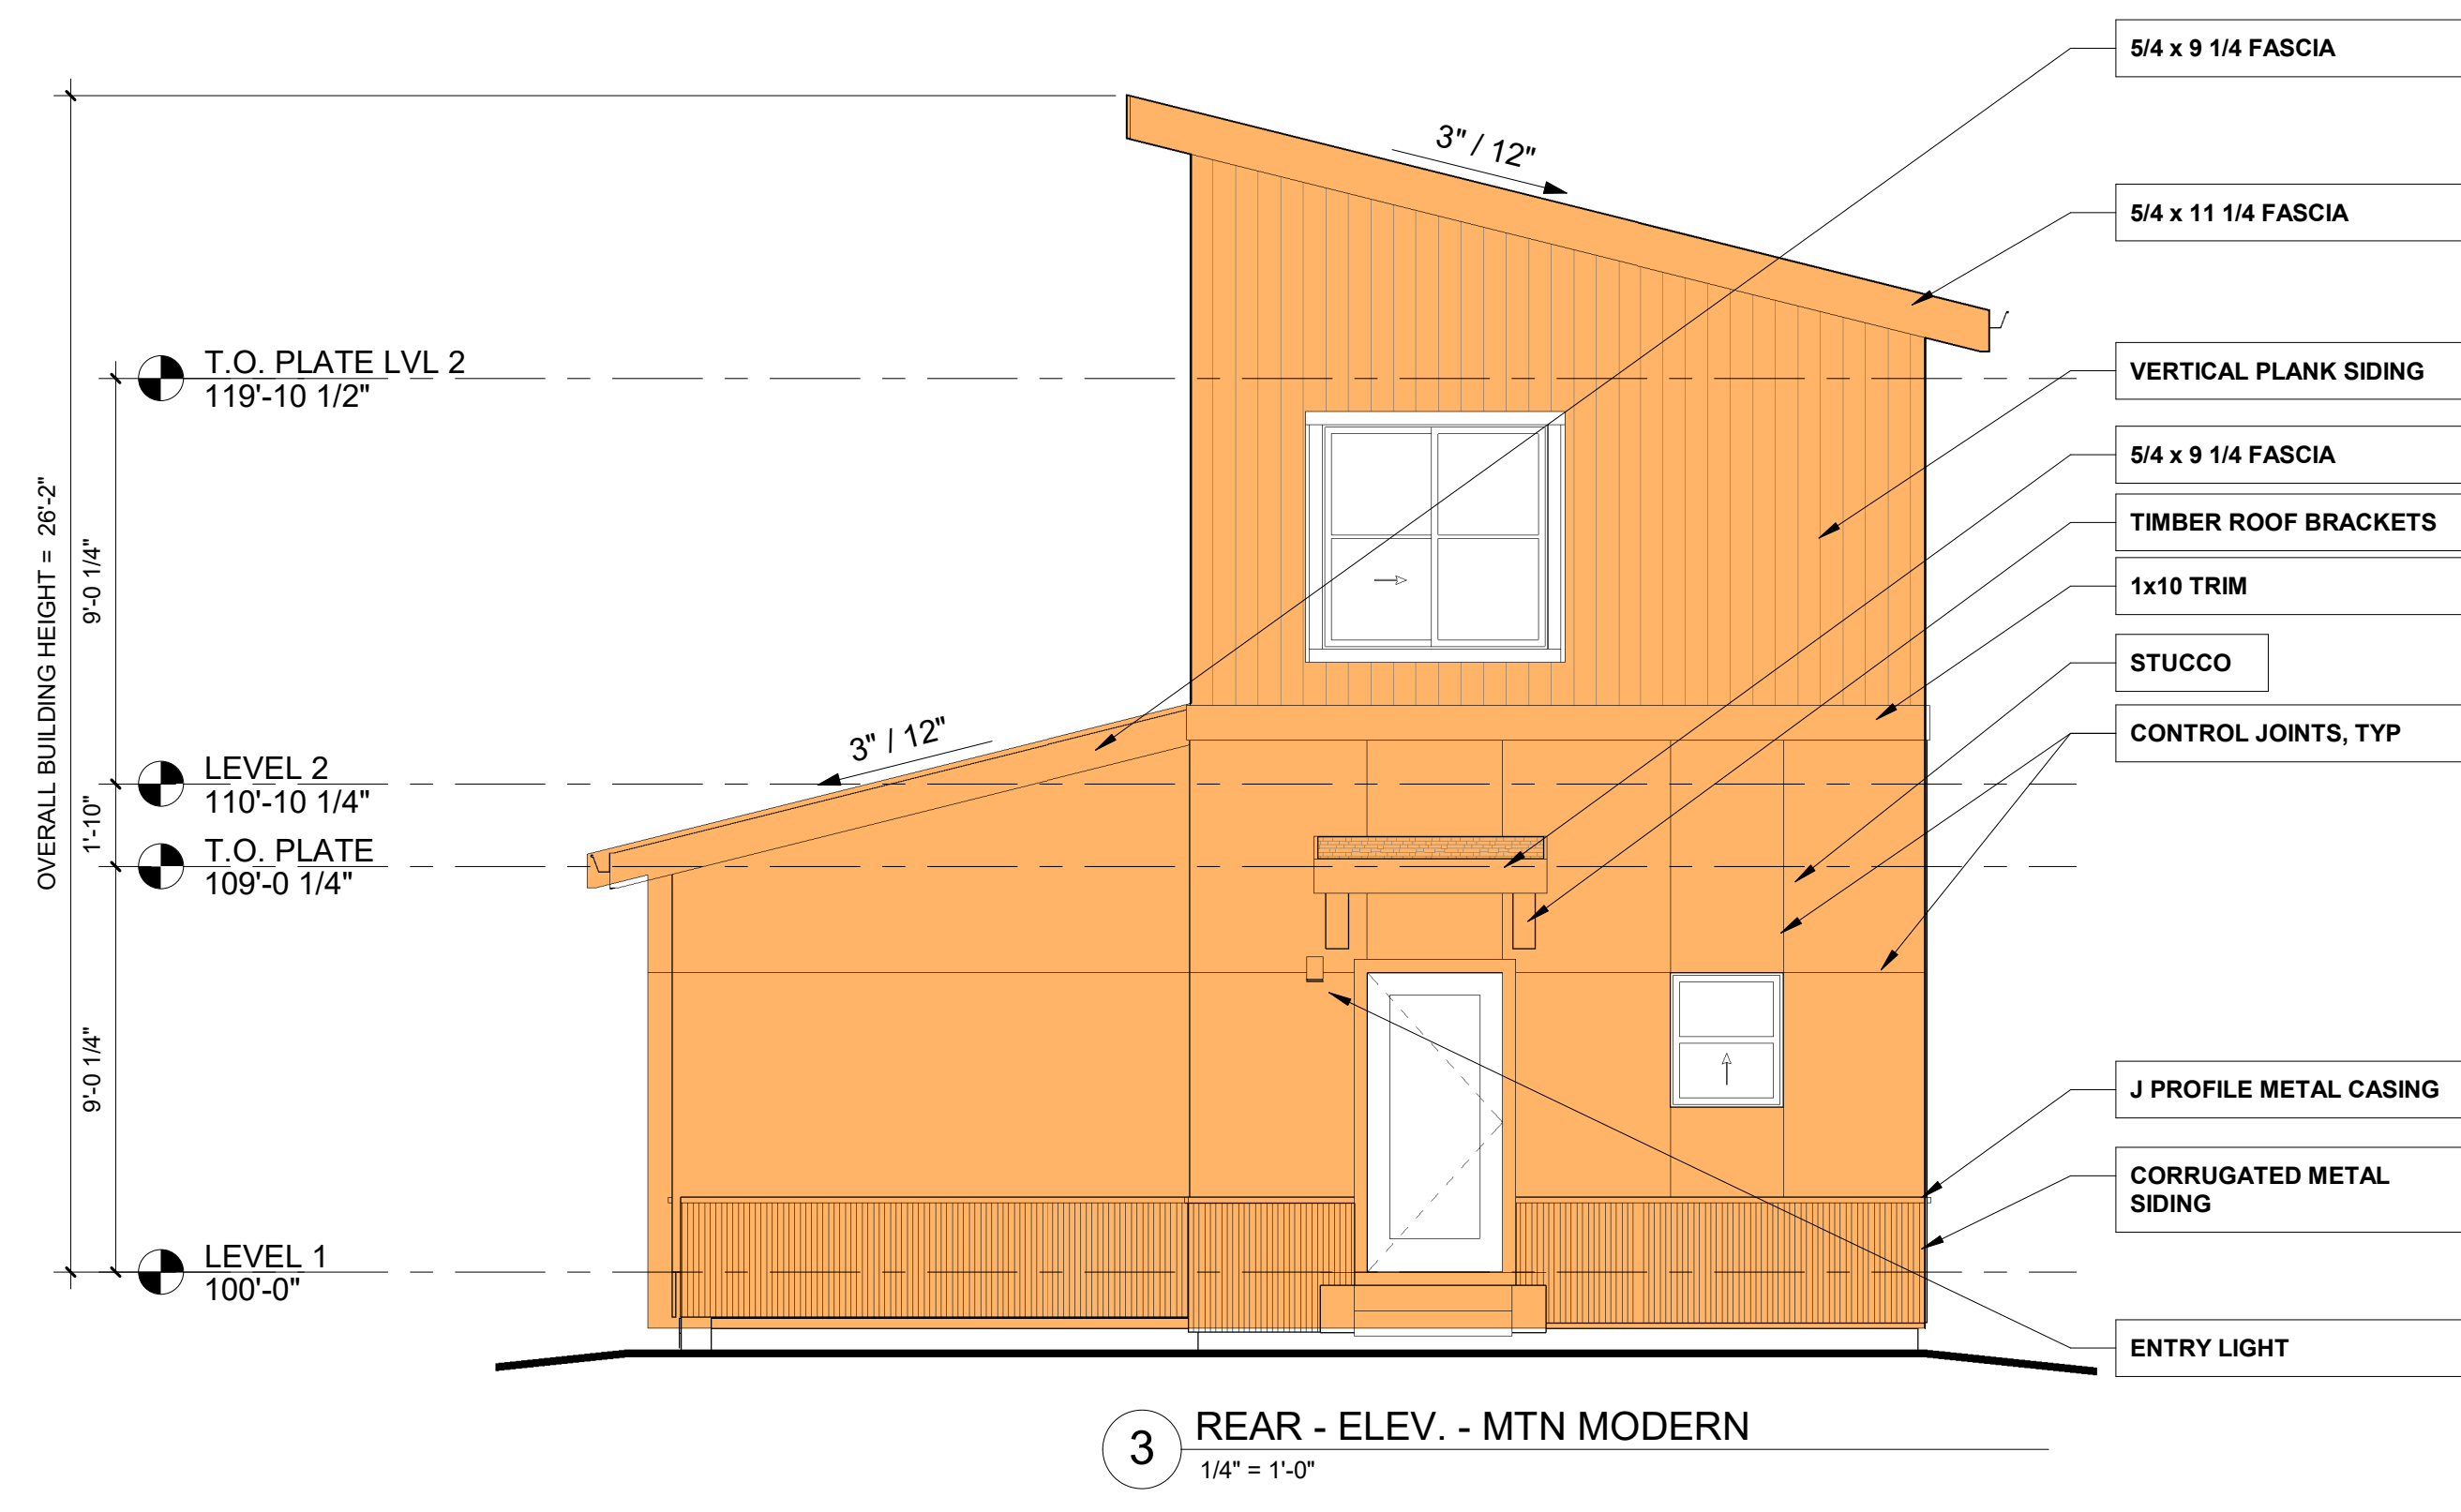 5/4 x 9 1/4 FASCIA
3" / 12"
5/4 x 11 1/4 FASCIA
T.O. PLATE LVL 2
119'-10 1/2"
VERTICAL PLANK SIDING
5/4 x 9 1/4 FASCIA
TIMBER ROOF BRACKETS
1x10 TRIM
STUCCO
CONTROL JOINTS, TYP
OVERALL BUILDING HEIGHT = 26'-2"
9'-0 1/4"
3" / 12"
LEVEL 2
110'-10 1/4"
1'-10"
T.O. PLATE
109'-0 1/4"
9'-0 1/4"
J PROFILE METAL CASING
CORRUGATED METAL
SIDING
LEVEL 1
100'-0"
ENTRY LIGHT
3
REAR - ELEV. - MTN MODERN
1/4" = 1'-0"